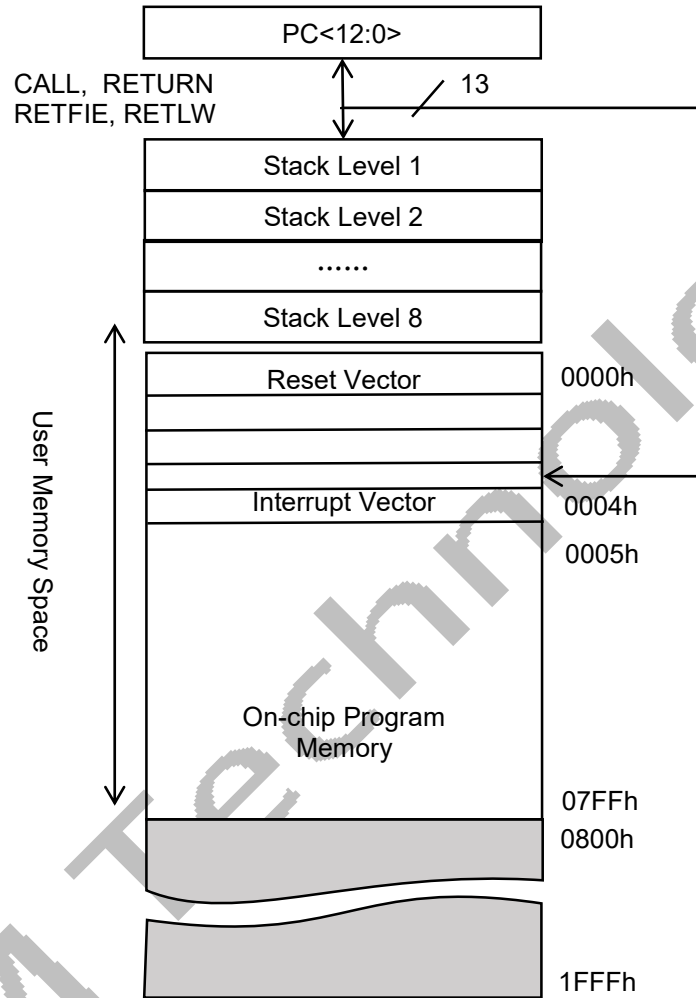 PC<12:0>
CALL, RETURN
RETFIE, RETLW
13
Stack Level 1
Stack Level 2
......
Stack Level 8
User Memory Space
Reset Vector
0000h
Interrupt Vector
0004h
0005h
On-chip Program
Memory
07FFh
0800h
1FFFh